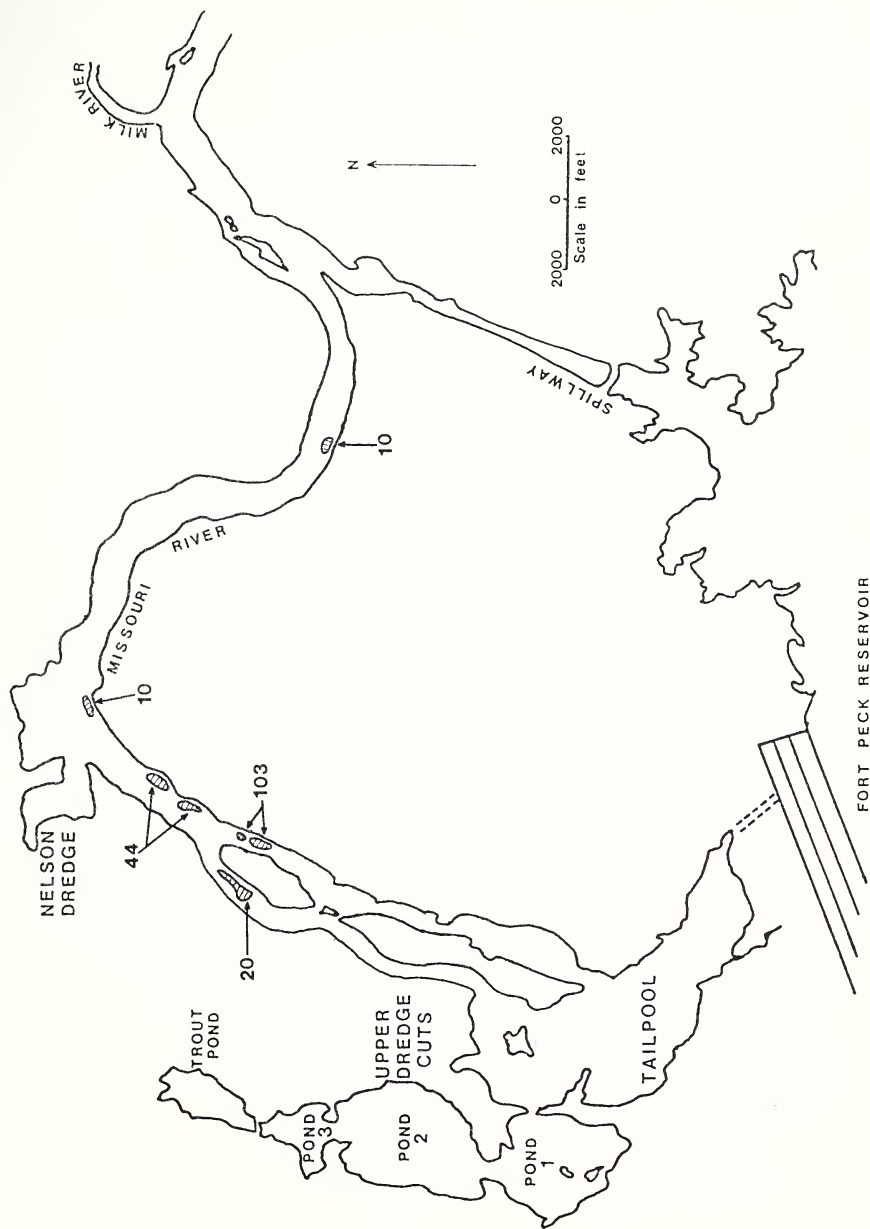 MILK RIVER
N
2000 0 2000
Scale in feet
SPILLWAY
10
MISSOURI
RIVER
10
NELSON
DREDGE
44
103
20
TROUT
POND
UPPER
DREDGE
CUTS
POND
3
POND
2
POND
1
TAILPOOL
FORT PECK RESERVOIR